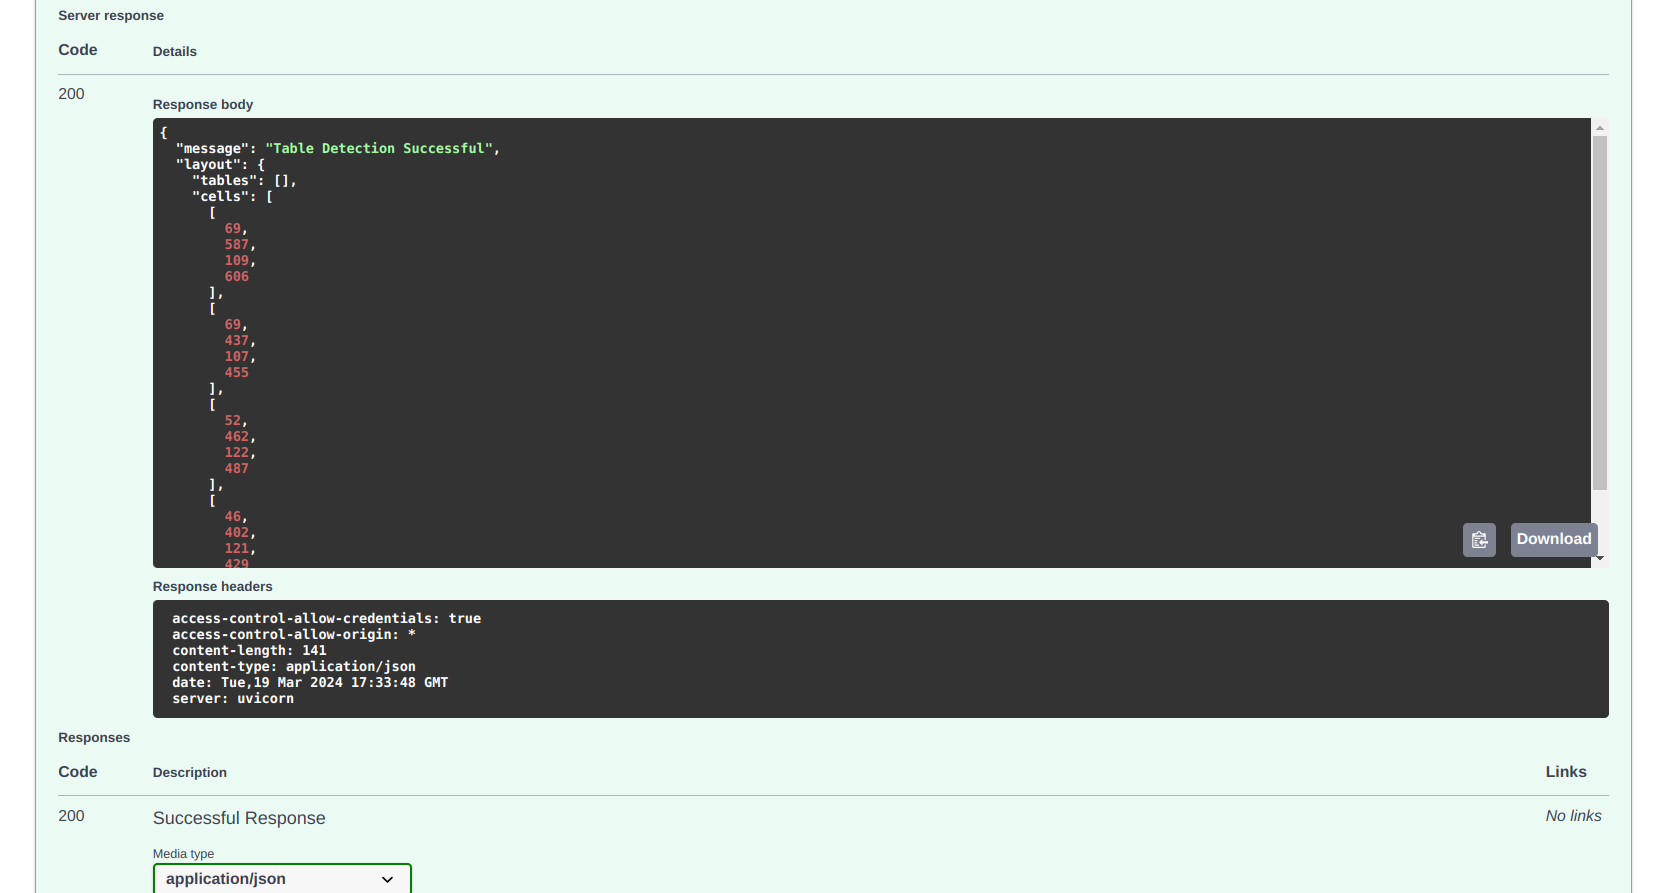 Server response
Code Details
200
Response body
{
"message": "Table Detection Successful",
"layout": {
"tables": [],
"cells": [
[
69,
587,
109,
606
],
[
69,
437,
107,
455
],
[
52,
462,
122,
487
],
[
46,
402,
121,
429
Download
Response headers
access-control-allow-credentials: true
access-control-allow-origin: *
content-length: 141
content-type: application/json
date: Tue,19 Mar 2024 17:33:48 GMT
server: uvicorn
Responses
Code Description Links
200 Successful Response No links
Media type
application/json